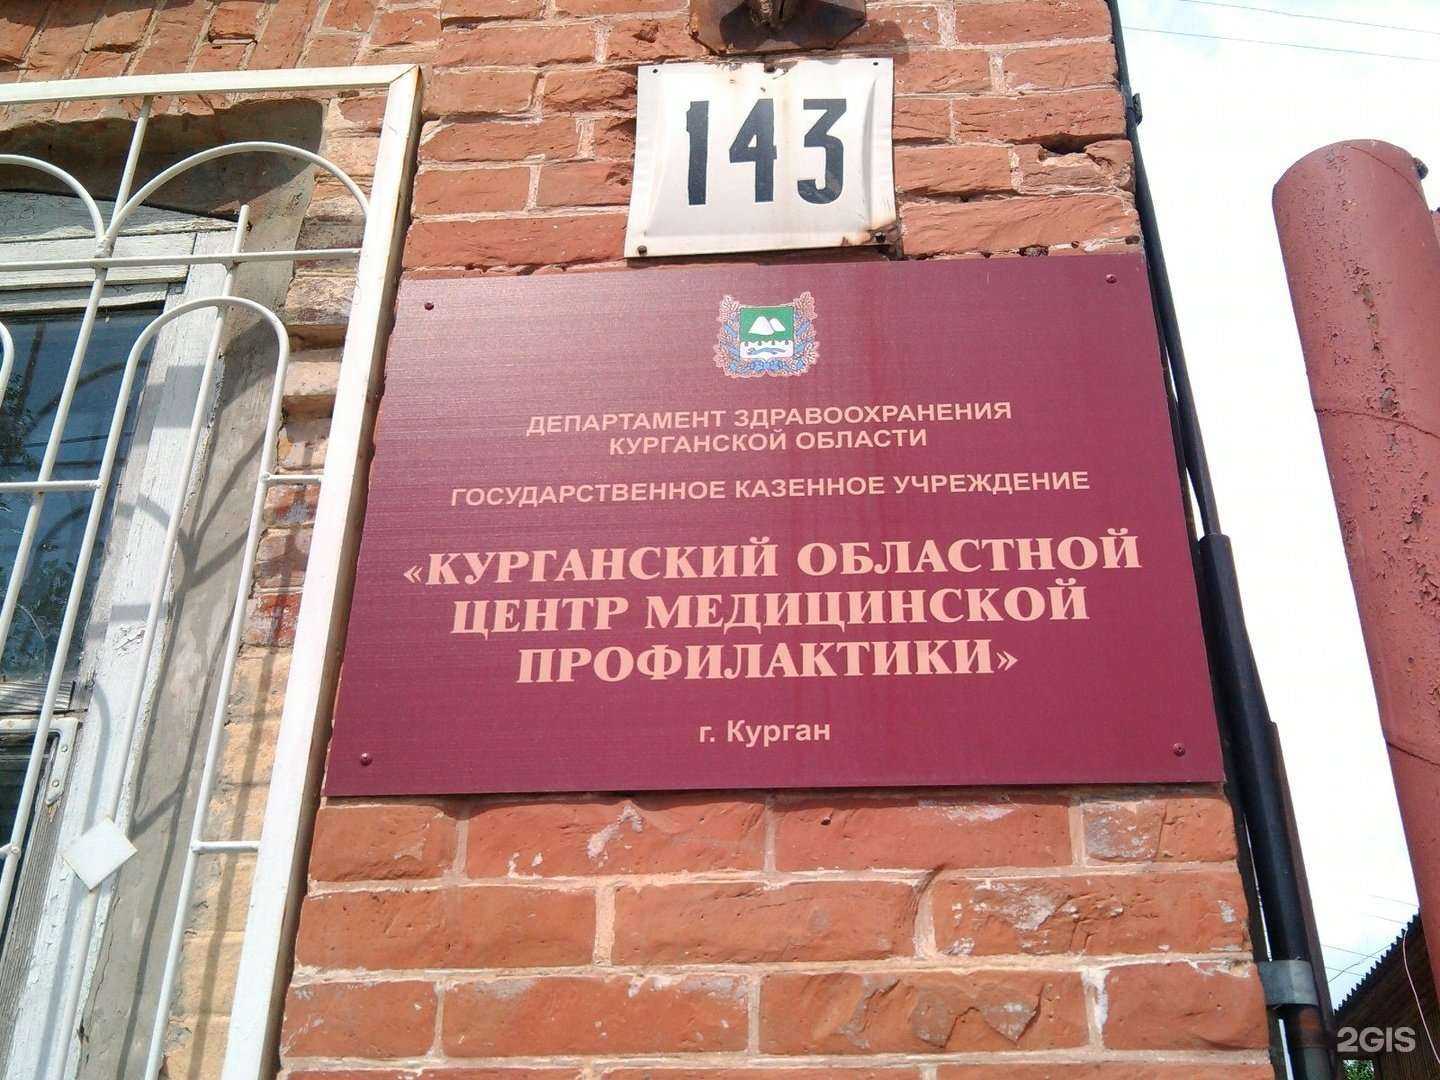 143
ДЕПАРТАМЕНТ ЗДРАВООХРАНЕНИЯ
КУРГАНСКОЙ ОБЛАСТИ
ГОСУДАРСТВЕННОЕ КАЗЕННОЕ УЧРЕЖДЕНИЕ
«КУРГАНСКИЙ ОБЛАСТНОЙ
ЦЕНТР МЕДИЦИНСКОЙ
ПРОФИЛАКТИКИ»
г. Курган
2GIS